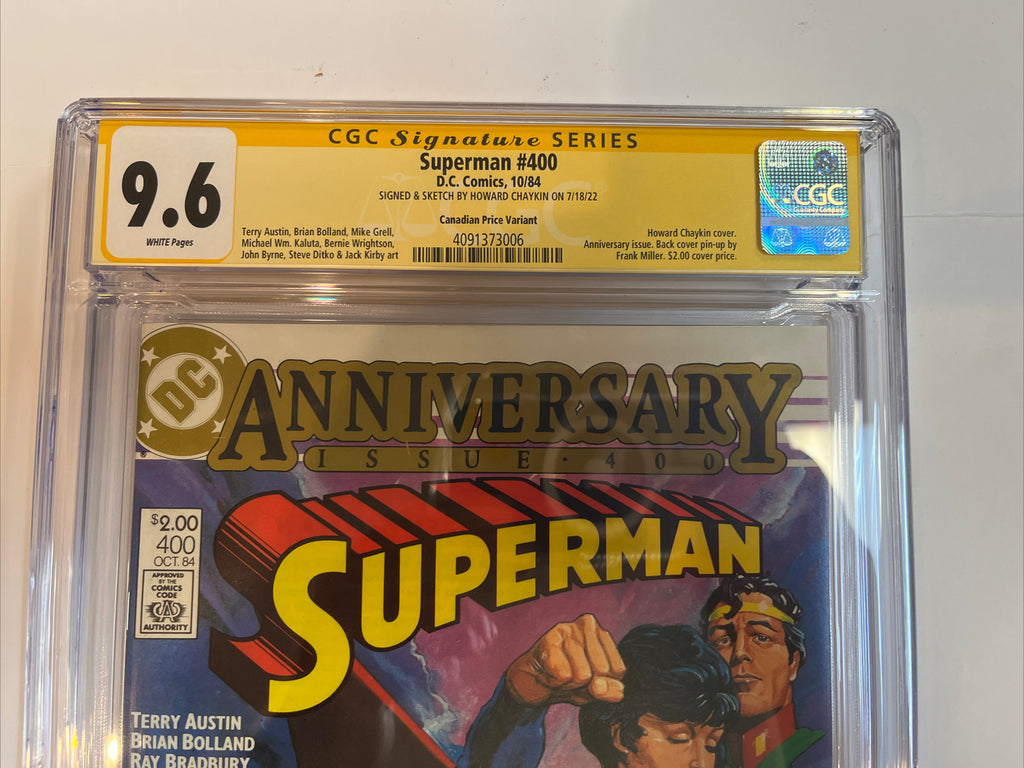 CGC Signature SERIES
9.6
WHITE Pages
Superman #400
D.C. Comics, 10/84
SIGNED & SKETCH BY HOWARD CHAYKIN ON 7/18/22
Canadian Price Variant
Terry Austin, Brian Bolland, Mike Grell,
Michael Wm. Kaluta, Bernie Wrightson,
John Byrne, Steve Ditko & Jack Kirby art
4091373006
Howard Chaykin cover.
Anniversary issue. Back cover pin-up by
Frank Miller. $2.00 cover price.
CGC
DC
ANNIVERSARY
ISSUE · 400
SUPERMAN
$2.00
400
OCT. 84
APPROVED
BY THE
COMICS
CODE
AUTHORITY
TERRY AUSTIN
BRIAN BOLLAND
RAY BRADBURY